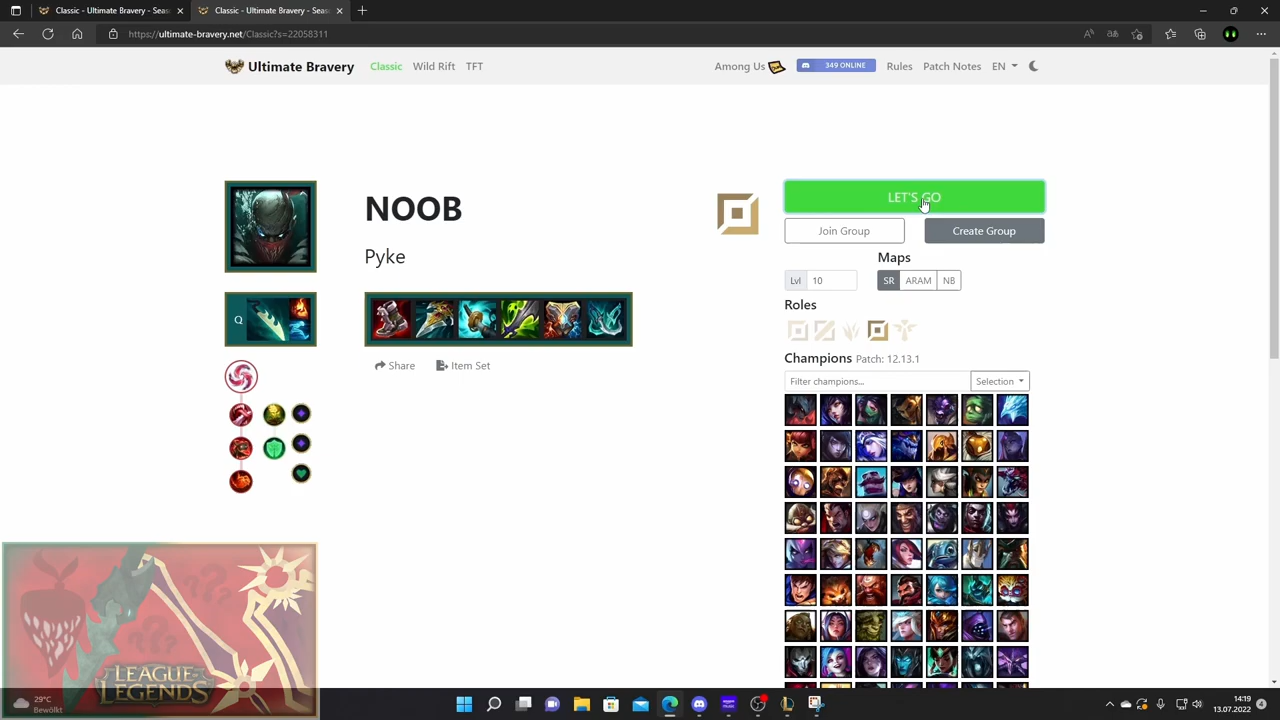 Classic - Ultimate Bravery - Seas
Classic - Ultimate Bravery - Seas
https://ultimate-bravery.net/Classic?s=22058311
Ultimate Bravery
Classic
Wild Rift
TFT
Among Us
349 ONLINE
Rules
Patch Notes
EN
NOOB
Pyke
Q
Share
Item Set
LET'S GO
Join Group
Create Group
Maps
Lvl 10
SR ARAM NB
Roles
Champions Patch: 12.13.1
Filter champions...
Selection
LEAGUE
LEGENDS
29°C
Bewölkt
14:19
13.07.2022